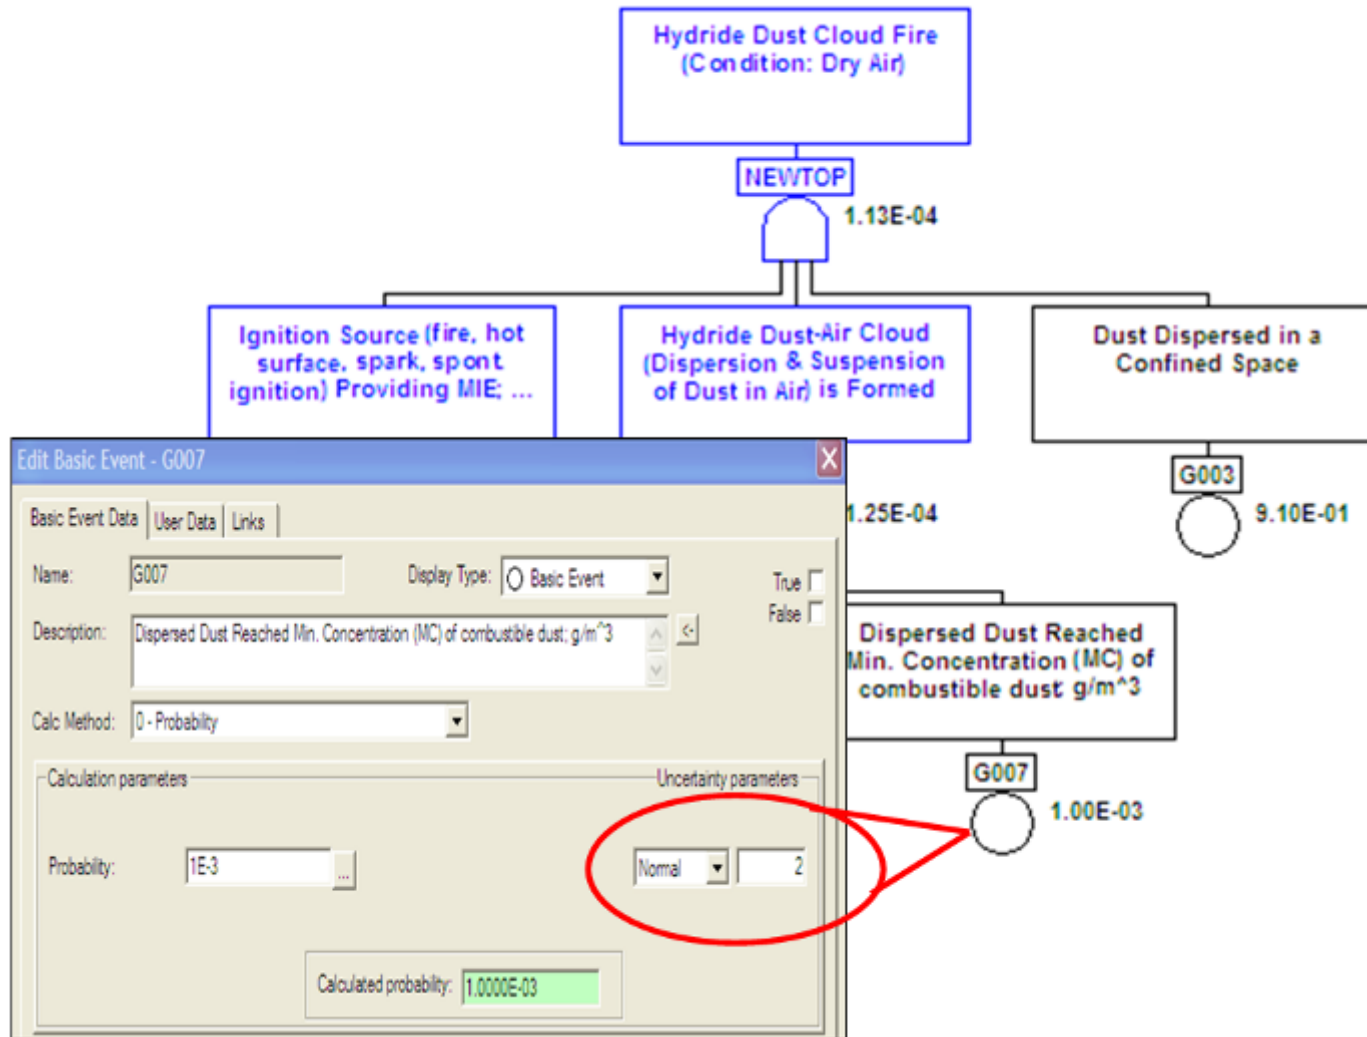 Hydride Dust Cloud Fire
(Condition: Dry Air)
NEWTOP
1.13E-04
Ignition Source (fire, hot
surface, spark, spont
ignition) Providing MIE; ...
Hydride Dust-Air Cloud
(Dispersion & Suspension
of Dust in Air) is Formed
Dust Dispersed in a
Confined Space
G003
9.10E-01
1.25E-04
Edit Basic Event - G007
Basic Event Data
User Data
Links
Name:
G007
Display Type:
Basic Event
True
False
Description:
Dispersed Dust Reached Min. Concentration (MC) of combustible dust; g/m^3
<-
Calc Method:
0 - Probability
Calculation parameters
Uncertainty parameters
Probability:
1E-3
...
Normal
2
Calculated probability:
1.0000E-03
Dispersed Dust Reached
Min. Concentration (MC) of
combustible dust; g/m^3
G007
1.00E-03